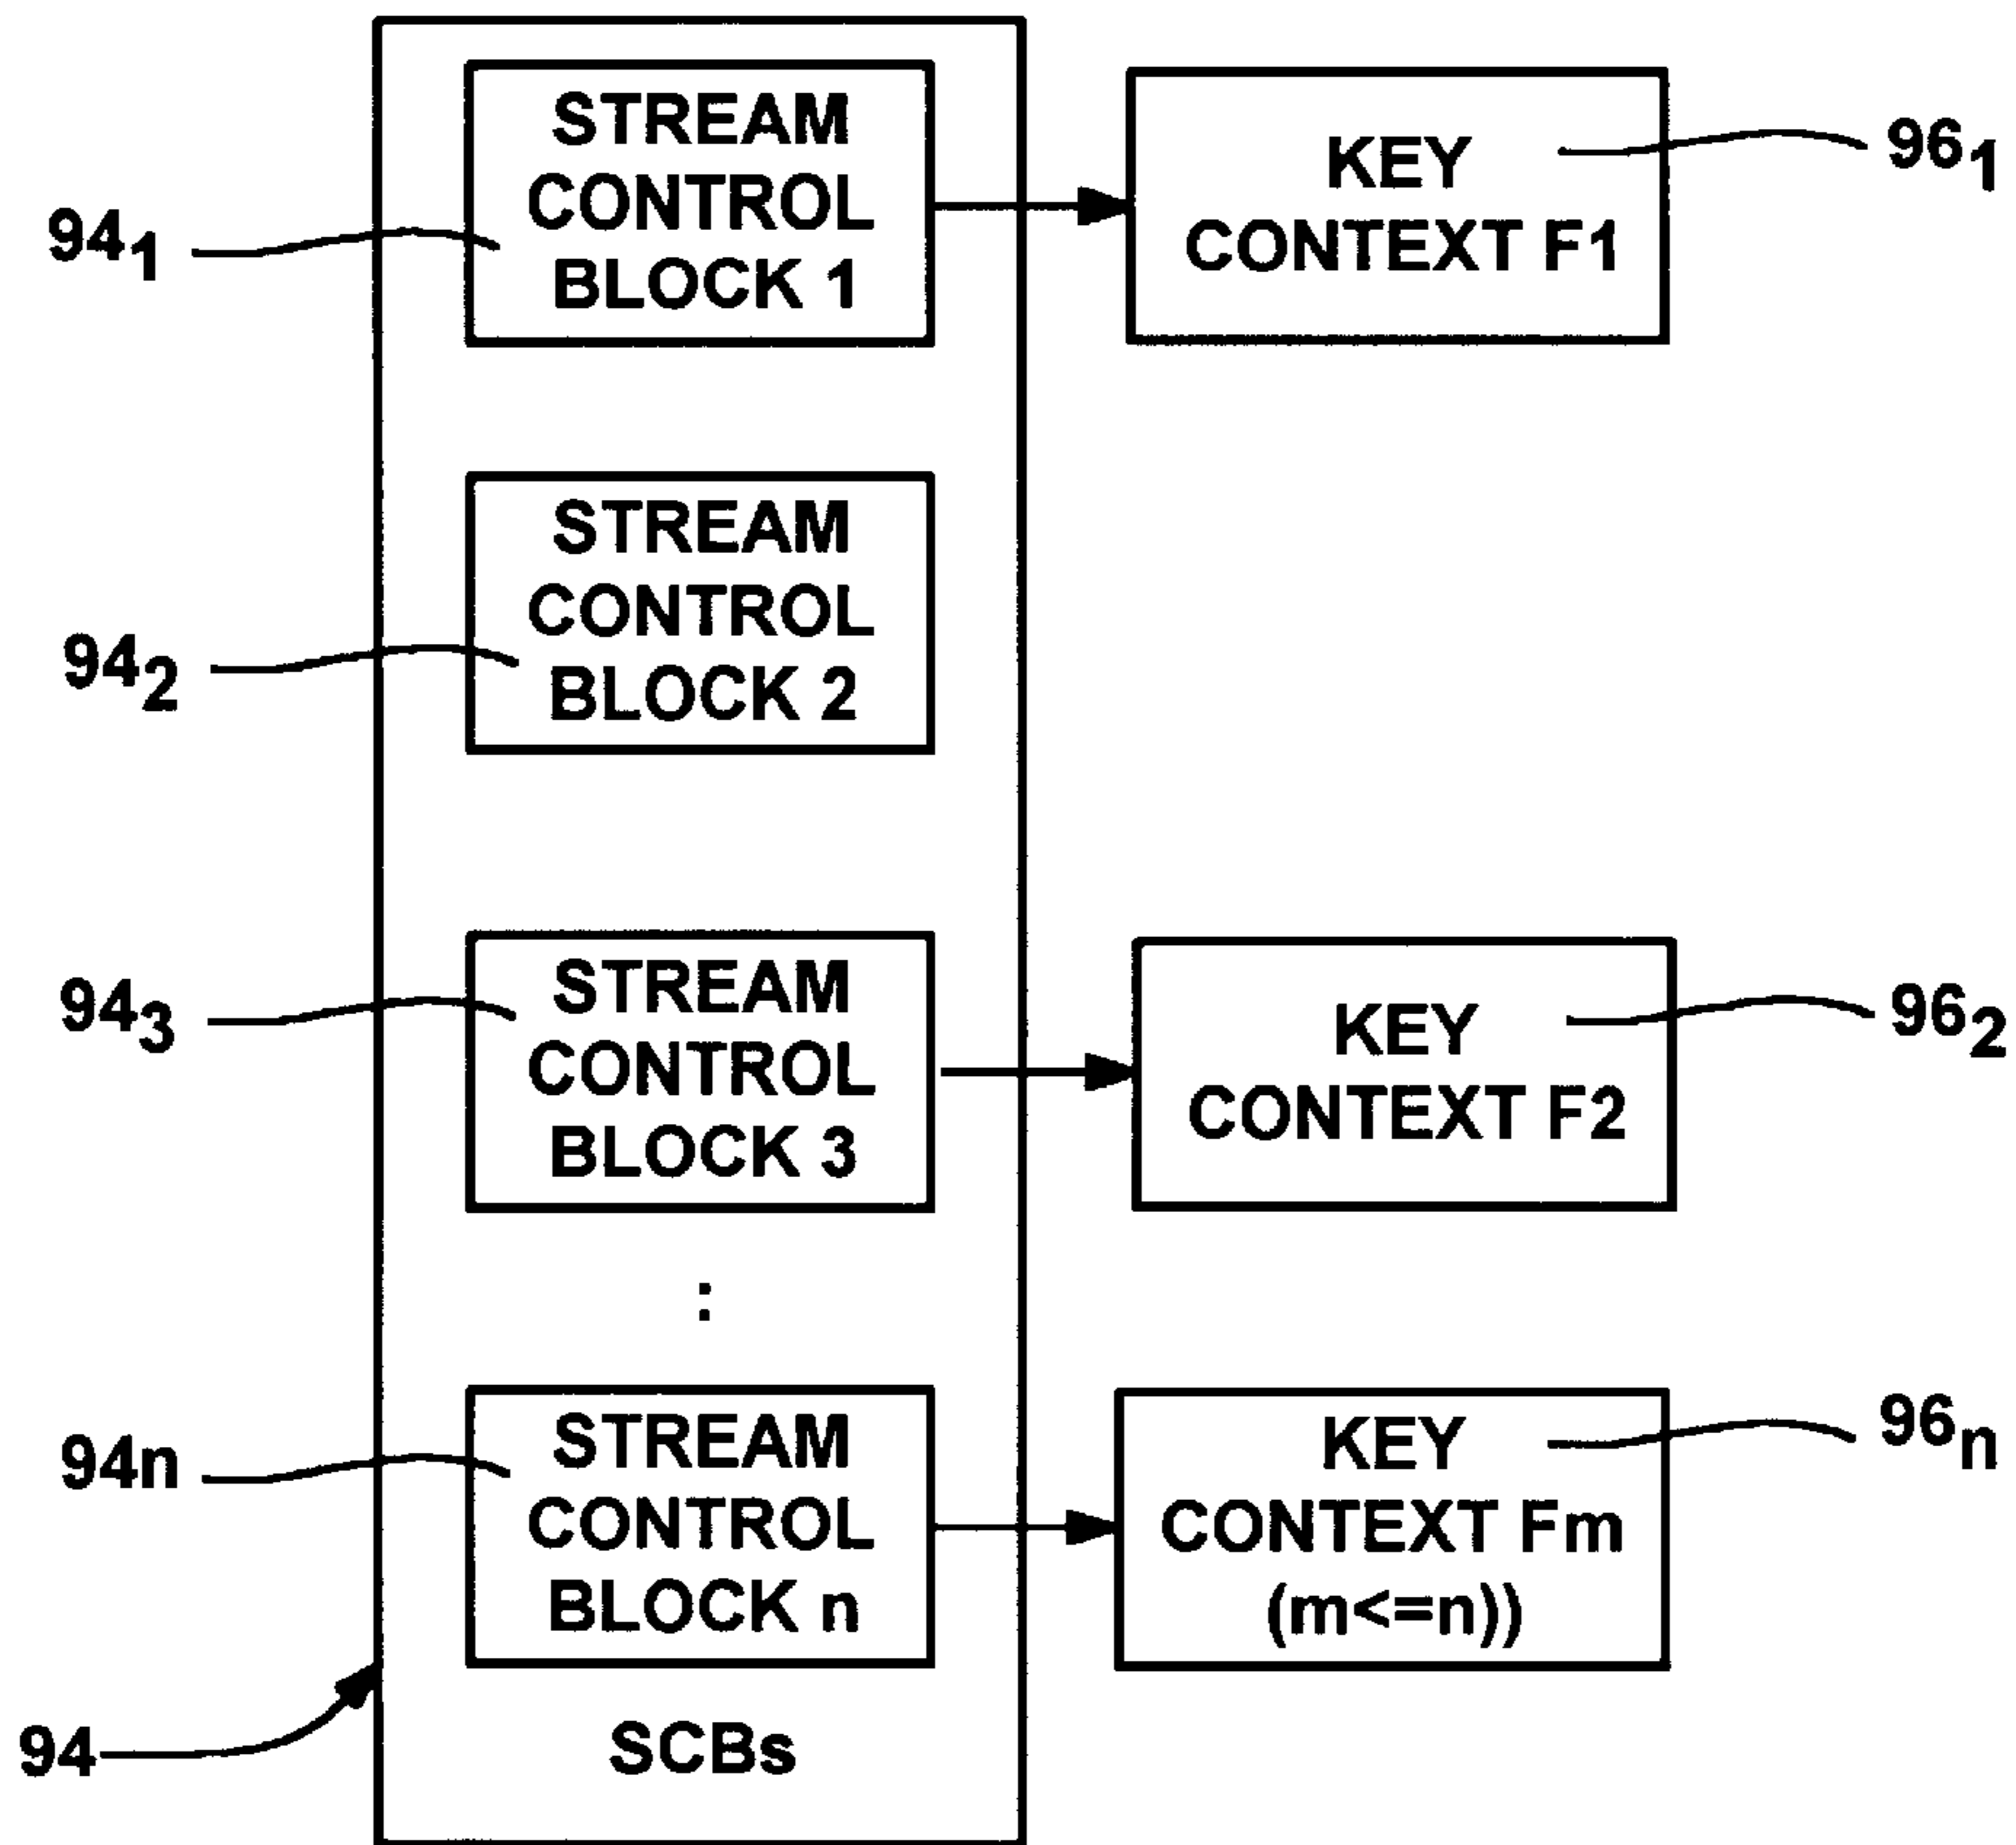 STREAM
CONTROL
BLOCK 1
KEY
CONTEXT F1
96₁
94₁
STREAM
CONTROL
BLOCK 2
94₂
STREAM
CONTROL
BLOCK 3
94₃
KEY
CONTEXT F2
96₂
:
STREAM
CONTROL
BLOCK n
94n
KEY
CONTEXT Fm
(m<=n))
96ₙ
94
SCBs